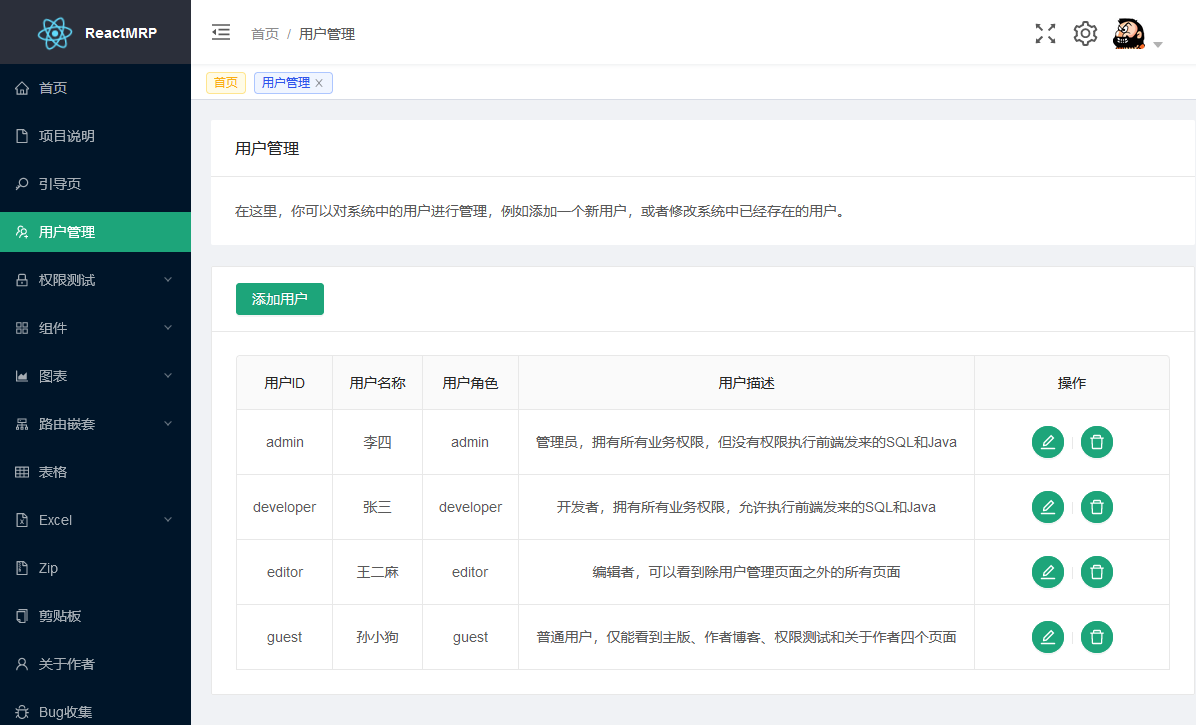 ReactMRP
首页
项目说明
引导页
用户管理
权限测试
组件
图表
路由嵌套
表格
Excel
Zip
剪贴板
关于作者
Bug收集
首页 / 用户管理
首页 用户管理
用户管理
在这里，你可以对系统中的用户进行管理，例如添加一个新用户，或者修改系统中已经存在的用户。
添加用户
用户ID 用户名称 用户角色 用户描述 操作
admin 李四 admin 管理员，拥有所有业务权限，但没有权限执行前端发来的SQL和Java
developer 张三 developer 开发者，拥有所有业务权限，允许执行前端发来的SQL和Java
editor 王二麻 editor 编辑者，可以看到除用户管理页面之外的所有页面
guest 孙小狗 guest 普通用户，仅能看到主版、作者博客、权限测试和关于作者四个页面